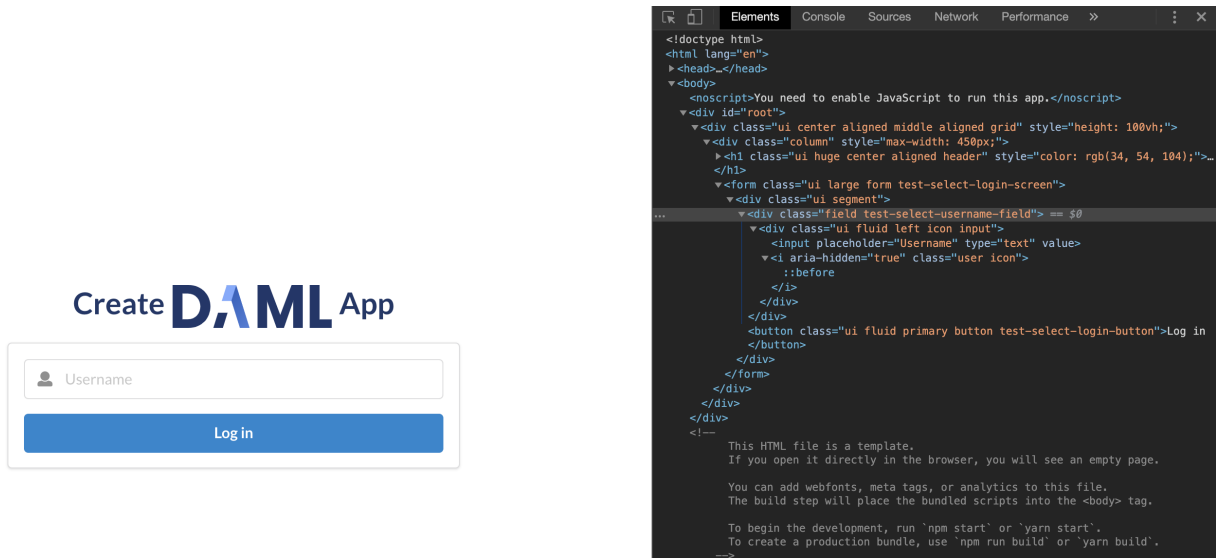 Create DAML App
Username
Log in
Elements Console Sources Network Performance »
<!doctype html>
<html lang="en">
▶<head>…</head>
▼<body>
<noscript>You need to enable JavaScript to run this app.</noscript>
▼<div id="root">
▼<div class="ui center aligned middle aligned grid" style="height: 100vh;">
▼<div class="column" style="max-width: 450px;">
▶<h1 class="ui huge center aligned header" style="color: rgb(34, 54, 104);">…
</h1>
▼<form class="ui large form test-select-login-screen">
▼<div class="ui segment">
… ▼<div class="field test-select-username-field"> == $0
▼<div class="ui fluid left icon input">
<input placeholder="Username" type="text" value>
▼<i aria-hidden="true" class="user icon">
::before
</i>
</div>
</div>
<button class="ui fluid primary button test-select-login-button">Log in
</button>
</div>
</form>
</div>
</div>
</div>
<!--
This HTML file is a template.
If you open it directly in the browser, you will see an empty page.
You can add webfonts, meta tags, or analytics to this file.
The build step will place the bundled scripts into the <body> tag.
To begin the development, run `npm start` or `yarn start`.
To create a production bundle, use `npm run build` or `yarn build`.
-->